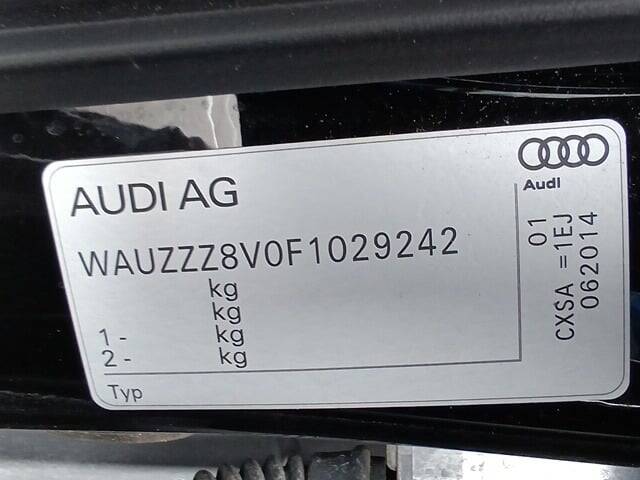 AUDI AG
Audi
WAUZZZ8V0F1029242
kg
kg
1 - kg
2 - kg
Typ
01
CXSA =1EJ
062014